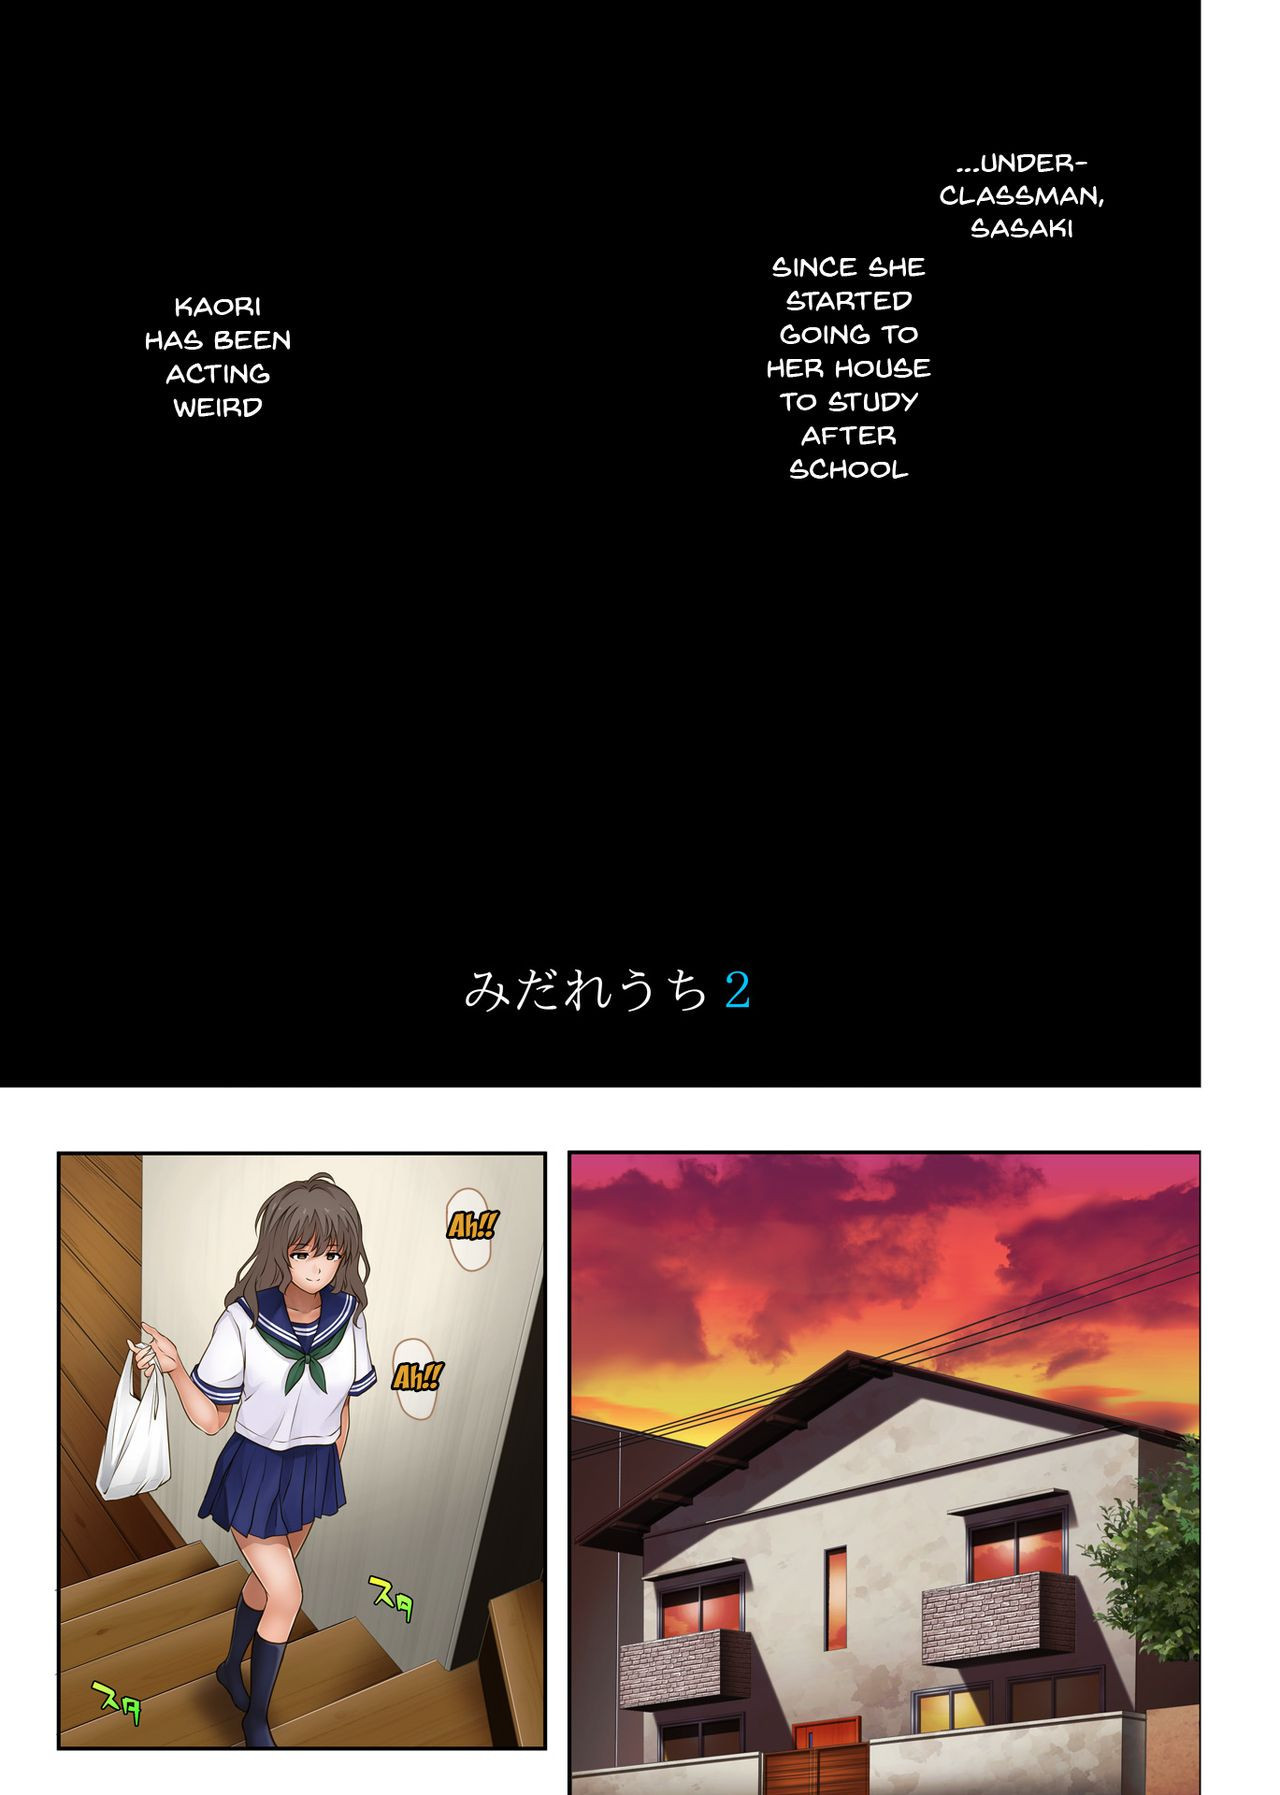 ...UNDER-
CLASSMAN,
SASAKI
SINCE SHE
STARTED
GOING TO
HER HOUSE
TO STUDY
AFTER
SCHOOL
KAORI
HAS BEEN
ACTING
WEIRD
みだれうち2
Ah!!
Ah!!
スタ
スタ